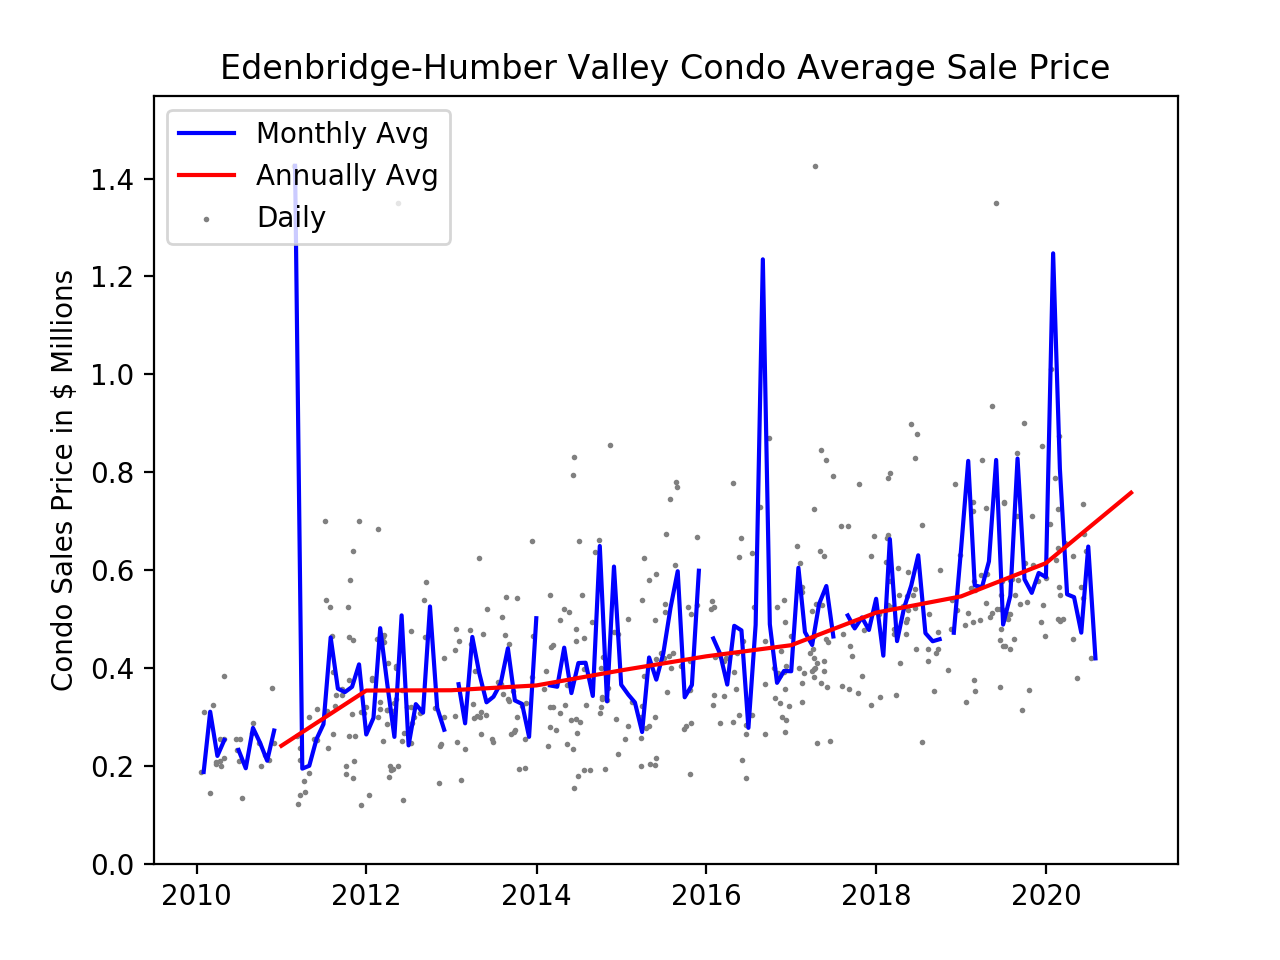 Edenbridge-Humber Valley Condo Average Sale Price
Monthly Avg
Annually Avg
Daily
Condo Sales Price in $ Millions
1.4
1.2
1.0
0.8
0.6
0.4
0.2
0.0
2010
2012
2014
2016
2018
2020